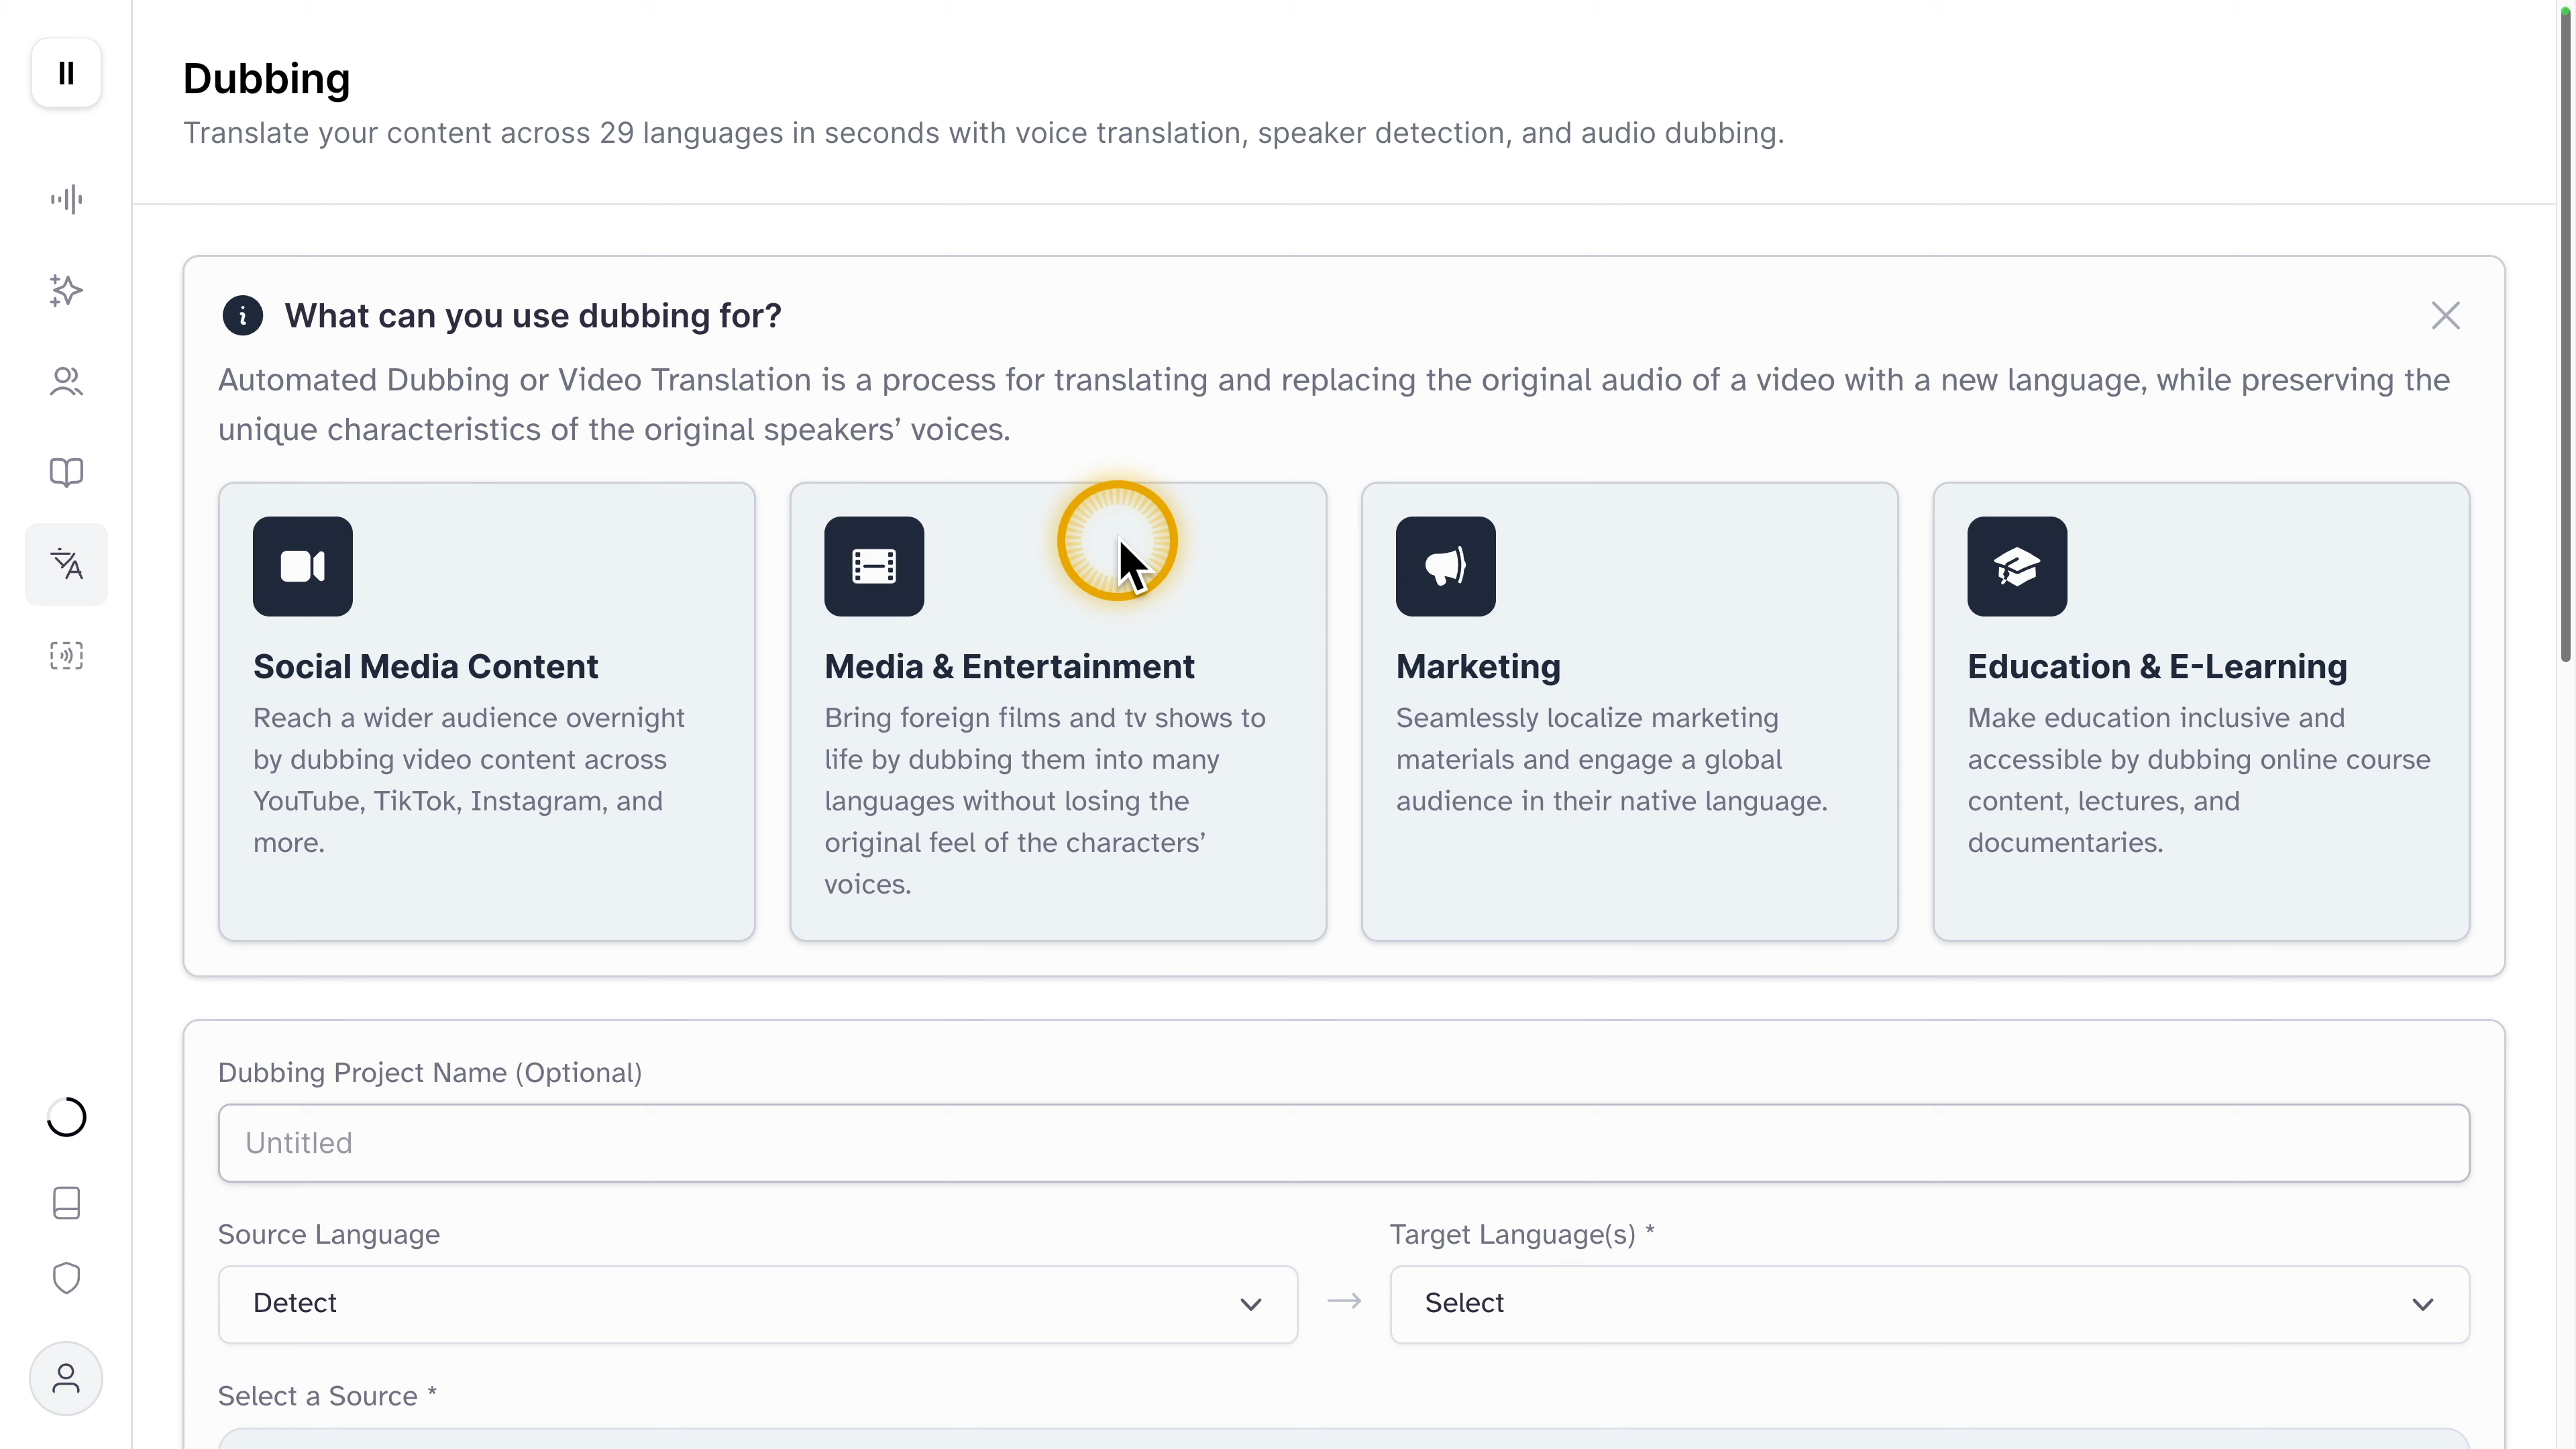 Dubbing
Translate your content across 29 languages in seconds with voice translation, speaker detection, and audio dubbing.
What can you use dubbing for?
Automated Dubbing or Video Translation is a process for translating and replacing the original audio of a video with a new language, while preserving the
unique characteristics of the original speakers’ voices.
Social Media Content
Reach a wider audience overnight
by dubbing video content across
YouTube, TikTok, Instagram, and
more.
Media & Entertainment
Bring foreign films and tv shows to
life by dubbing them into many
languages without losing the
original feel of the characters’
voices.
Marketing
Seamlessly localize marketing
materials and engage a global
audience in their native language.
Education & E-Learning
Make education inclusive and
accessible by dubbing online course
content, lectures, and
documentaries.
Dubbing Project Name (Optional)
Untitled
Source Language
Detect
Target Language(s) *
Select
Select a Source *